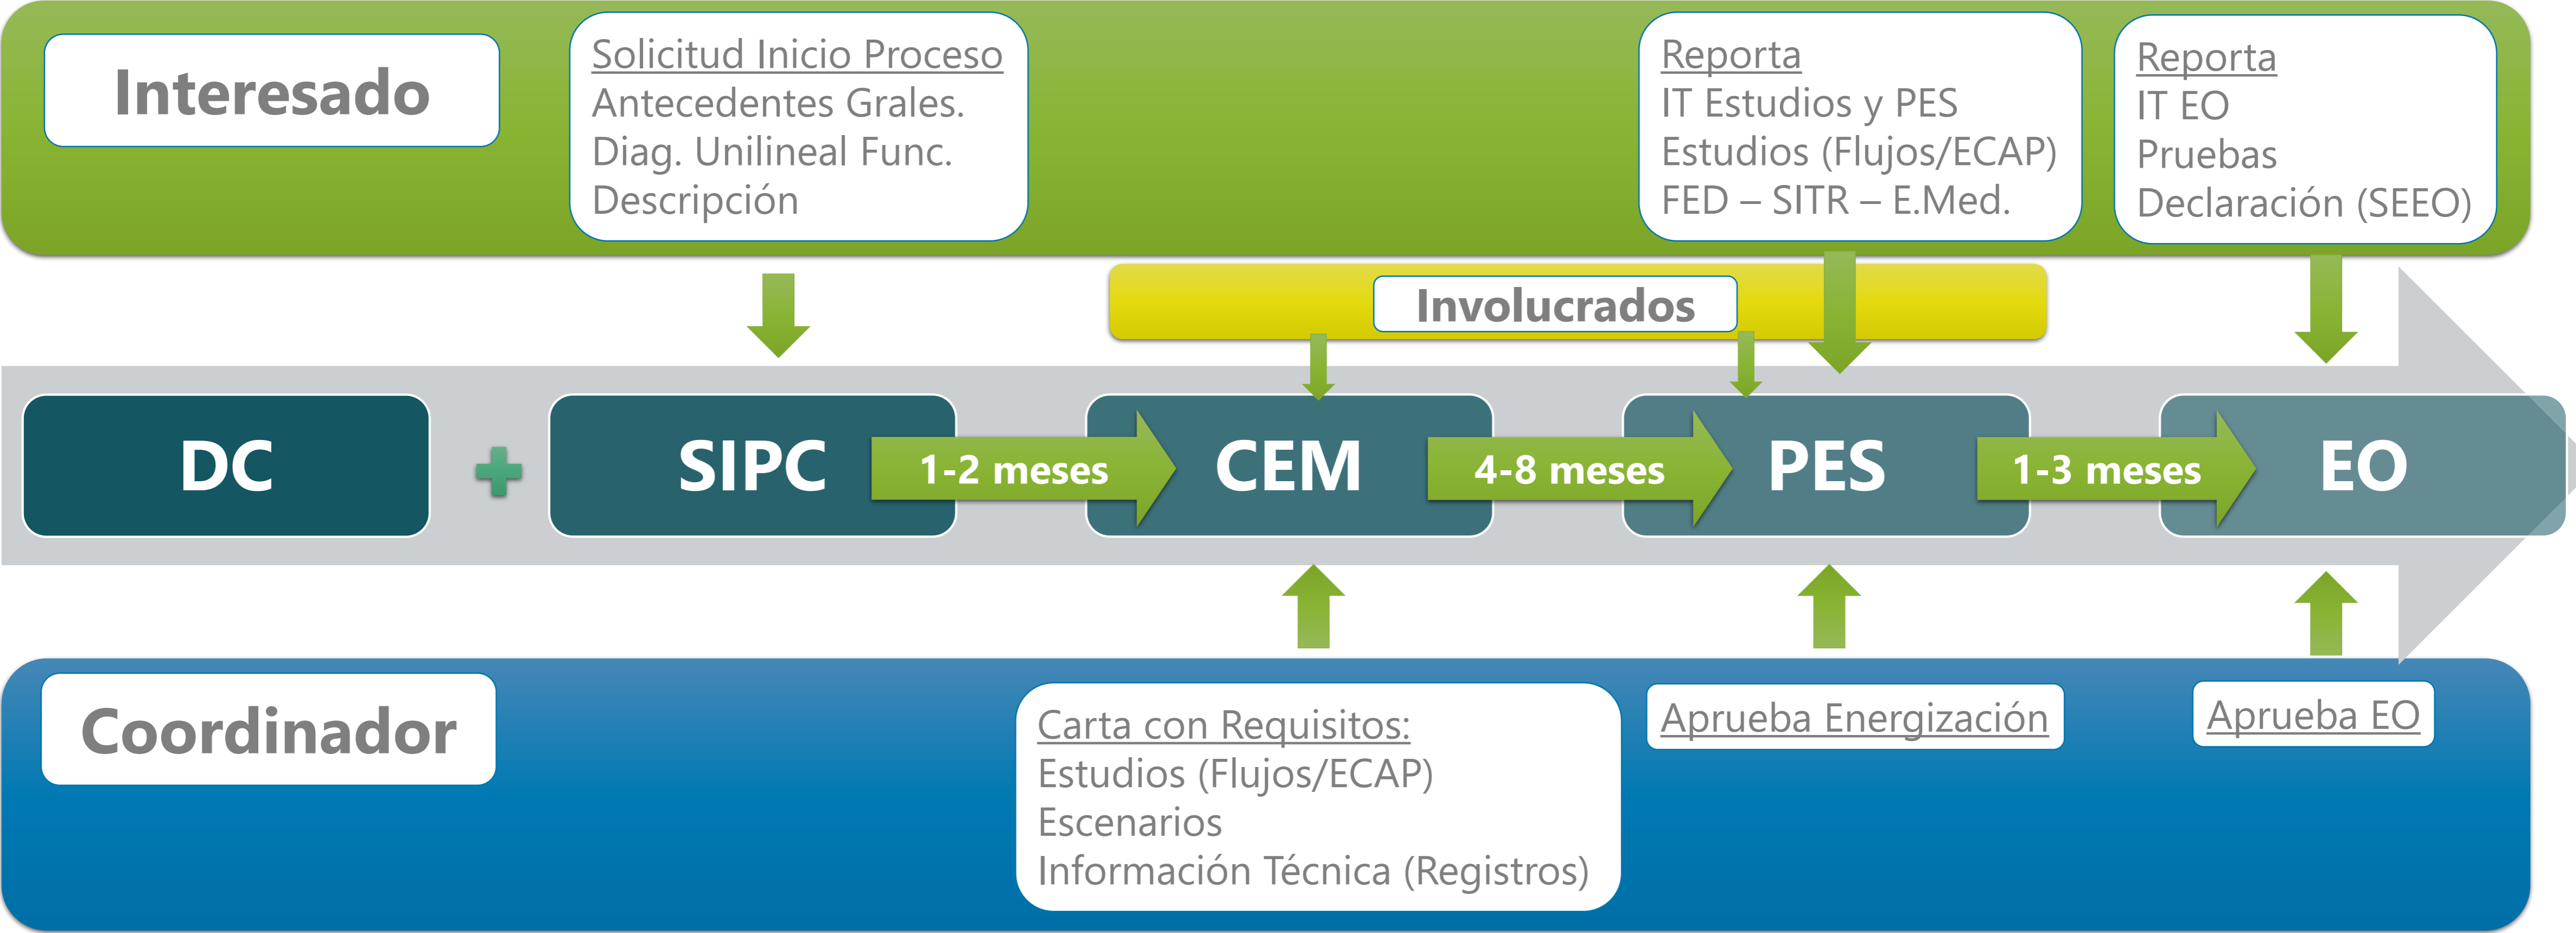 Interesado
Solicitud Inicio Proceso
Antecedentes Grales.
Diag. Unilineal Func.
Descripción
Reporta
IT Estudios y PES
Estudios (Flujos/ECAP)
FED – SITR – E.Med.
Reporta
IT EO
Pruebas
Declaración (SEEO)
Involucrados
DC
SIPC
1-2 meses
CEM
4-8 meses
PES
1-3 meses
EO
Coordinador
Carta con Requisitos:
Estudios (Flujos/ECAP)
Escenarios
Información Técnica (Registros)
Aprueba Energización
Aprueba EO